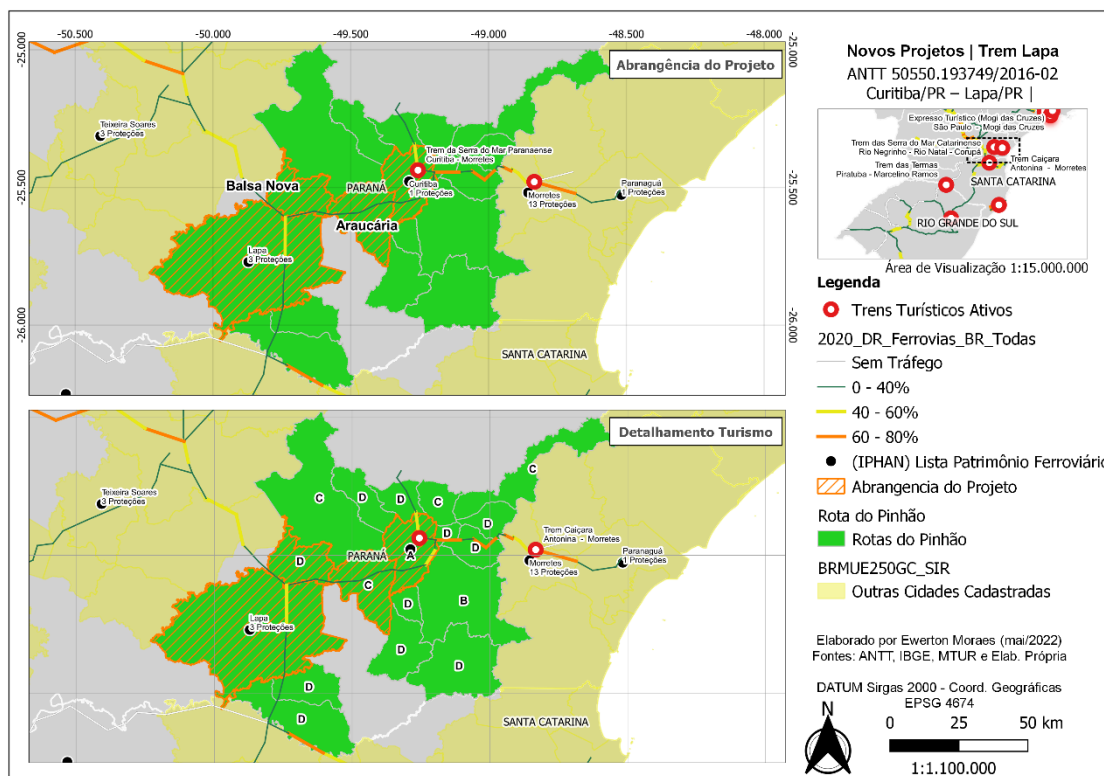 -50.500
-50.000
-49.500
-49.000
-48.500
-48.000
-25.000
-25.500
-26.000
-25.000
-25.500
-26.000
Abrangência do Projeto
Teixeira Soares
3 Proteções
Trem da Serra do Mar Paranaense
Curitiba - Morretes
Balsa Nova
PARANÁ
Curitiba
1 Proteções
Morretes
13 Proteções
Paranaguá
1 Proteções
Araucária
Lapa
3 Proteções
SANTA CATARINA
Detalhamento Turismo
Teixeira Soares
3 Proteções
C
D
D
C
C
D
D
D
Trem Caiçara
Antonina - Morretes
PARANÁ
A
D
Morretes
13 Proteções
Paranaguá
1 Proteções
C
D
B
Lapa
3 Proteções
D
D
D
D
SANTA CATARINA
Novos Projetos | Trem Lapa
ANTT 50550.193749/2016-02
Curitiba/PR – Lapa/PR |
Expresso Turístico (Mogi das Cruzes)
São Paulo - Mogi das Cruzes
Trem das Serra do Mar Catarinense
Rio Negrinho - Rio Natal - Corupá
Trem das Termas
Piratuba - Marcelino Ramos
Trem Caiçara
Antonina - Morretes
SANTA CATARINA
RIO GRANDE DO SUL
Área de Visualização 1:15.000.000
Legenda
Trens Turísticos Ativos
2020_DR_Ferrovias_BR_Todas
Sem Tráfego
0 - 40%
40 - 60%
60 - 80%
(IPHAN) Lista Patrimônio Ferroviário
Abrangencia do Projeto
Rota do Pinhão
Rotas do Pinhão
BRMUE250GC_SIR
Outras Cidades Cadastradas
Elaborado por Ewerton Moraes (mai/2022)
Fontes: ANTT, IBGE, MTUR e Elab. Própria
DATUM Sirgas 2000 - Coord. Geográficas
EPSG 4674
N
0 25 50 km
1:1.100.000